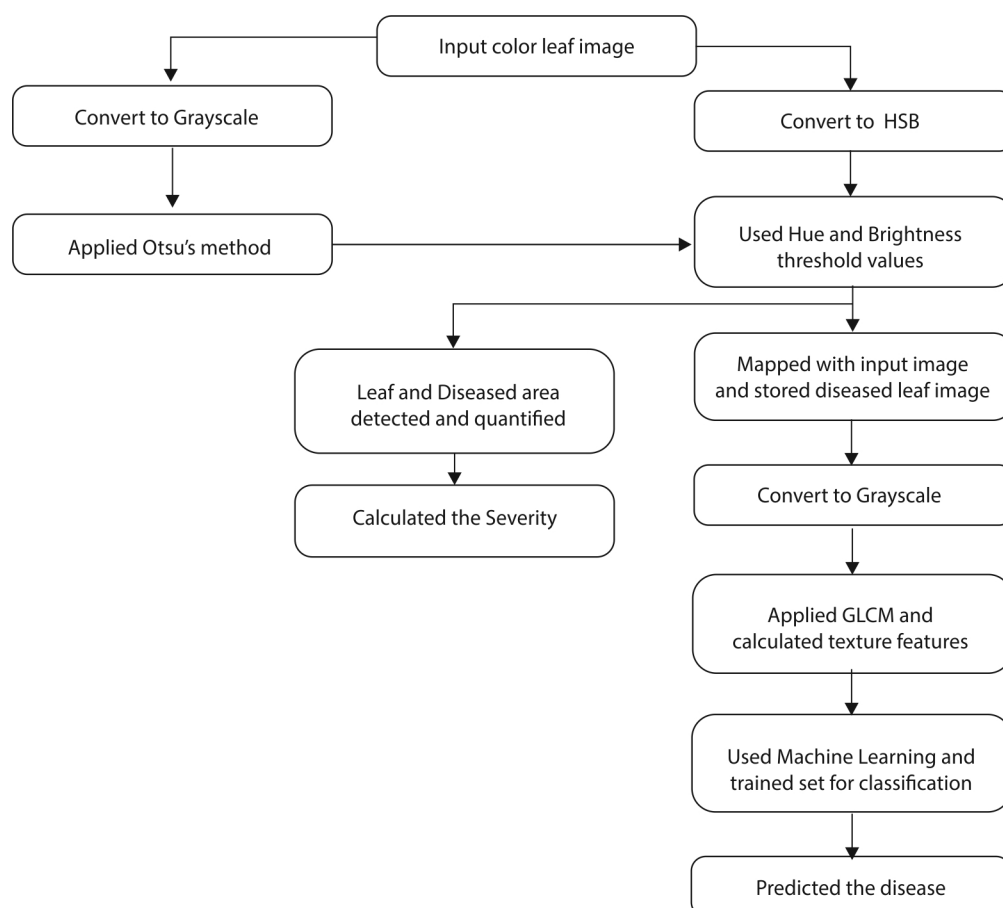 Input color leaf image
Convert to Grayscale
Convert to HSB
Applied Otsu's method
Used Hue and Brightness
threshold values
Leaf and Diseased area
detected and quantified
Mapped with input image
and stored diseased leaf image
Calculated the Severity
Convert to Grayscale
Applied GLCM and
calculated texture features
Used Machine Learning and
trained set for classification
Predicted the disease